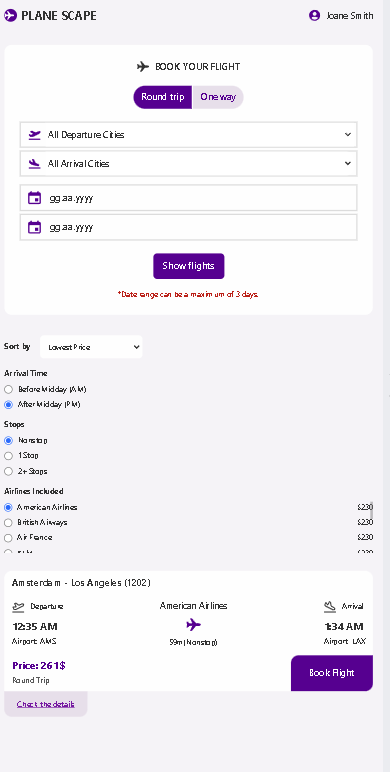 PLANE SCAPE
Joane Smith
BOOK YOUR FLIGHT
Round trip
One way
All Departure Cities
All Arrival Cities
gg.aa.yyyy
gg.aa.yyyy
Show flights
*Date range can be a maximum of 3 days.
Sort by
Lowest Price
Arrival Time
Before Midday (AM)
After Midday (PM)
Stops
Nonstop
1 Stop
2+ Stops
Airlines Included
American Airlines $230
British Airways $230
Air France $230
$230
Amsterdam - Los Angeles (1202)
Departure
American Airlines
Arrival
12:35 AM
1:34 AM
Airport: AMS
59m(Nonstop)
Airport: LAX
Price: 261$
Round Trip
Book Flight
Check the details